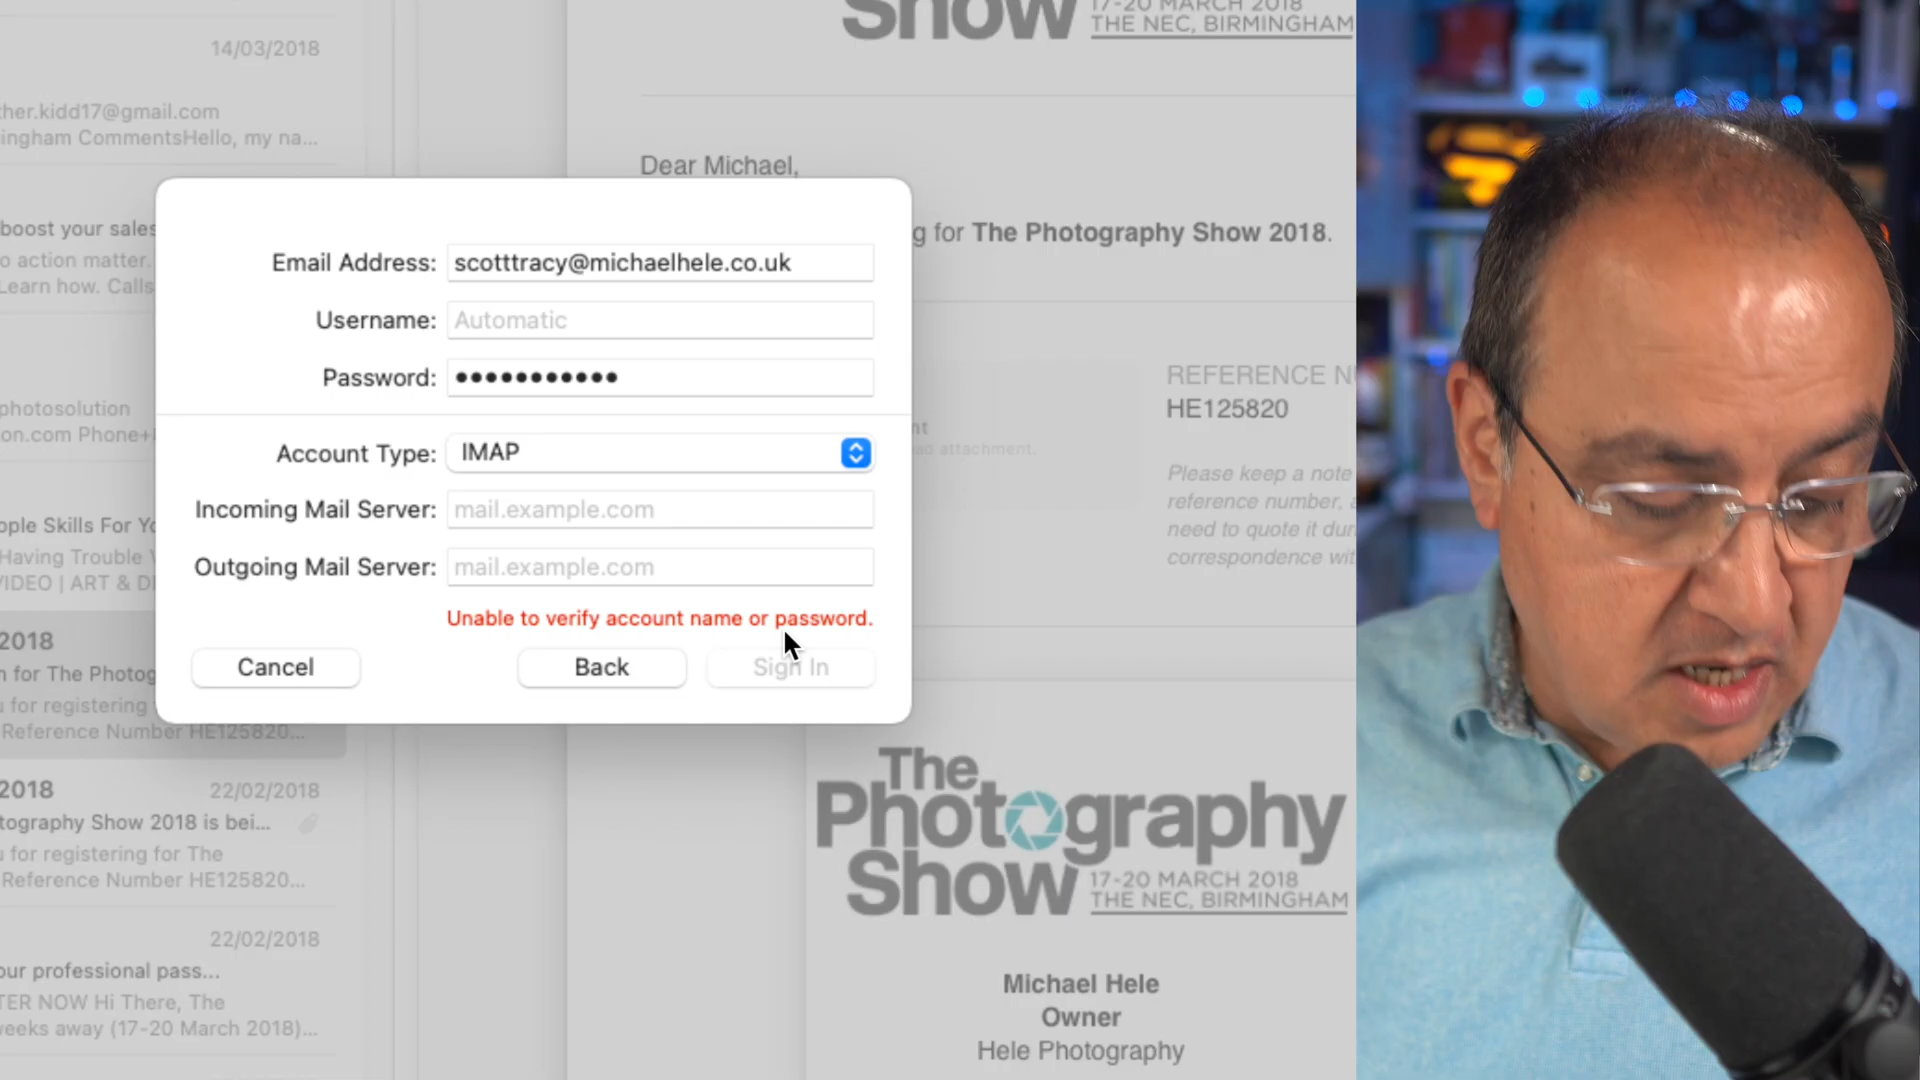 Show
17-20 MARCH 2018
THE NEC, BIRMINGHAM
14/03/2018
ther.kidd17@gmail.com
ingham CommentsHello, my na...
Dear Michael,
boost your sales
o action matter.
Learn how. Calls
g for The Photography Show 2018.
Email Address: scotttracy@michaelhele.co.uk
Username: Automatic
Password: •••••••••••
Account Type: IMAP
Incoming Mail Server: mail.example.com
Outgoing Mail Server: mail.example.com
Unable to verify account name or password.
Cancel
Back
Sign In
photosolution
on.com Phone+
nt
ad attachment.
REFERENCE N
HE125820
Please keep a note
reference number, a
need to quote it dur
correspondence wit
ople Skills For Yo
Having Trouble V
VIDEO | ART & D
2018
n for The Photog
u for registering
Reference Number HE125820...
2018
22/02/2018
tography Show 2018 is bei...
u for registering for The
Reference Number HE125820...
22/02/2018
our professional pass...
TER NOW Hi There, The
weeks away (17-20 March 2018)...
The
Photography
Show
17-20 MARCH 2018
THE NEC, BIRMINGHAM
Michael Hele
Owner
Hele Photography